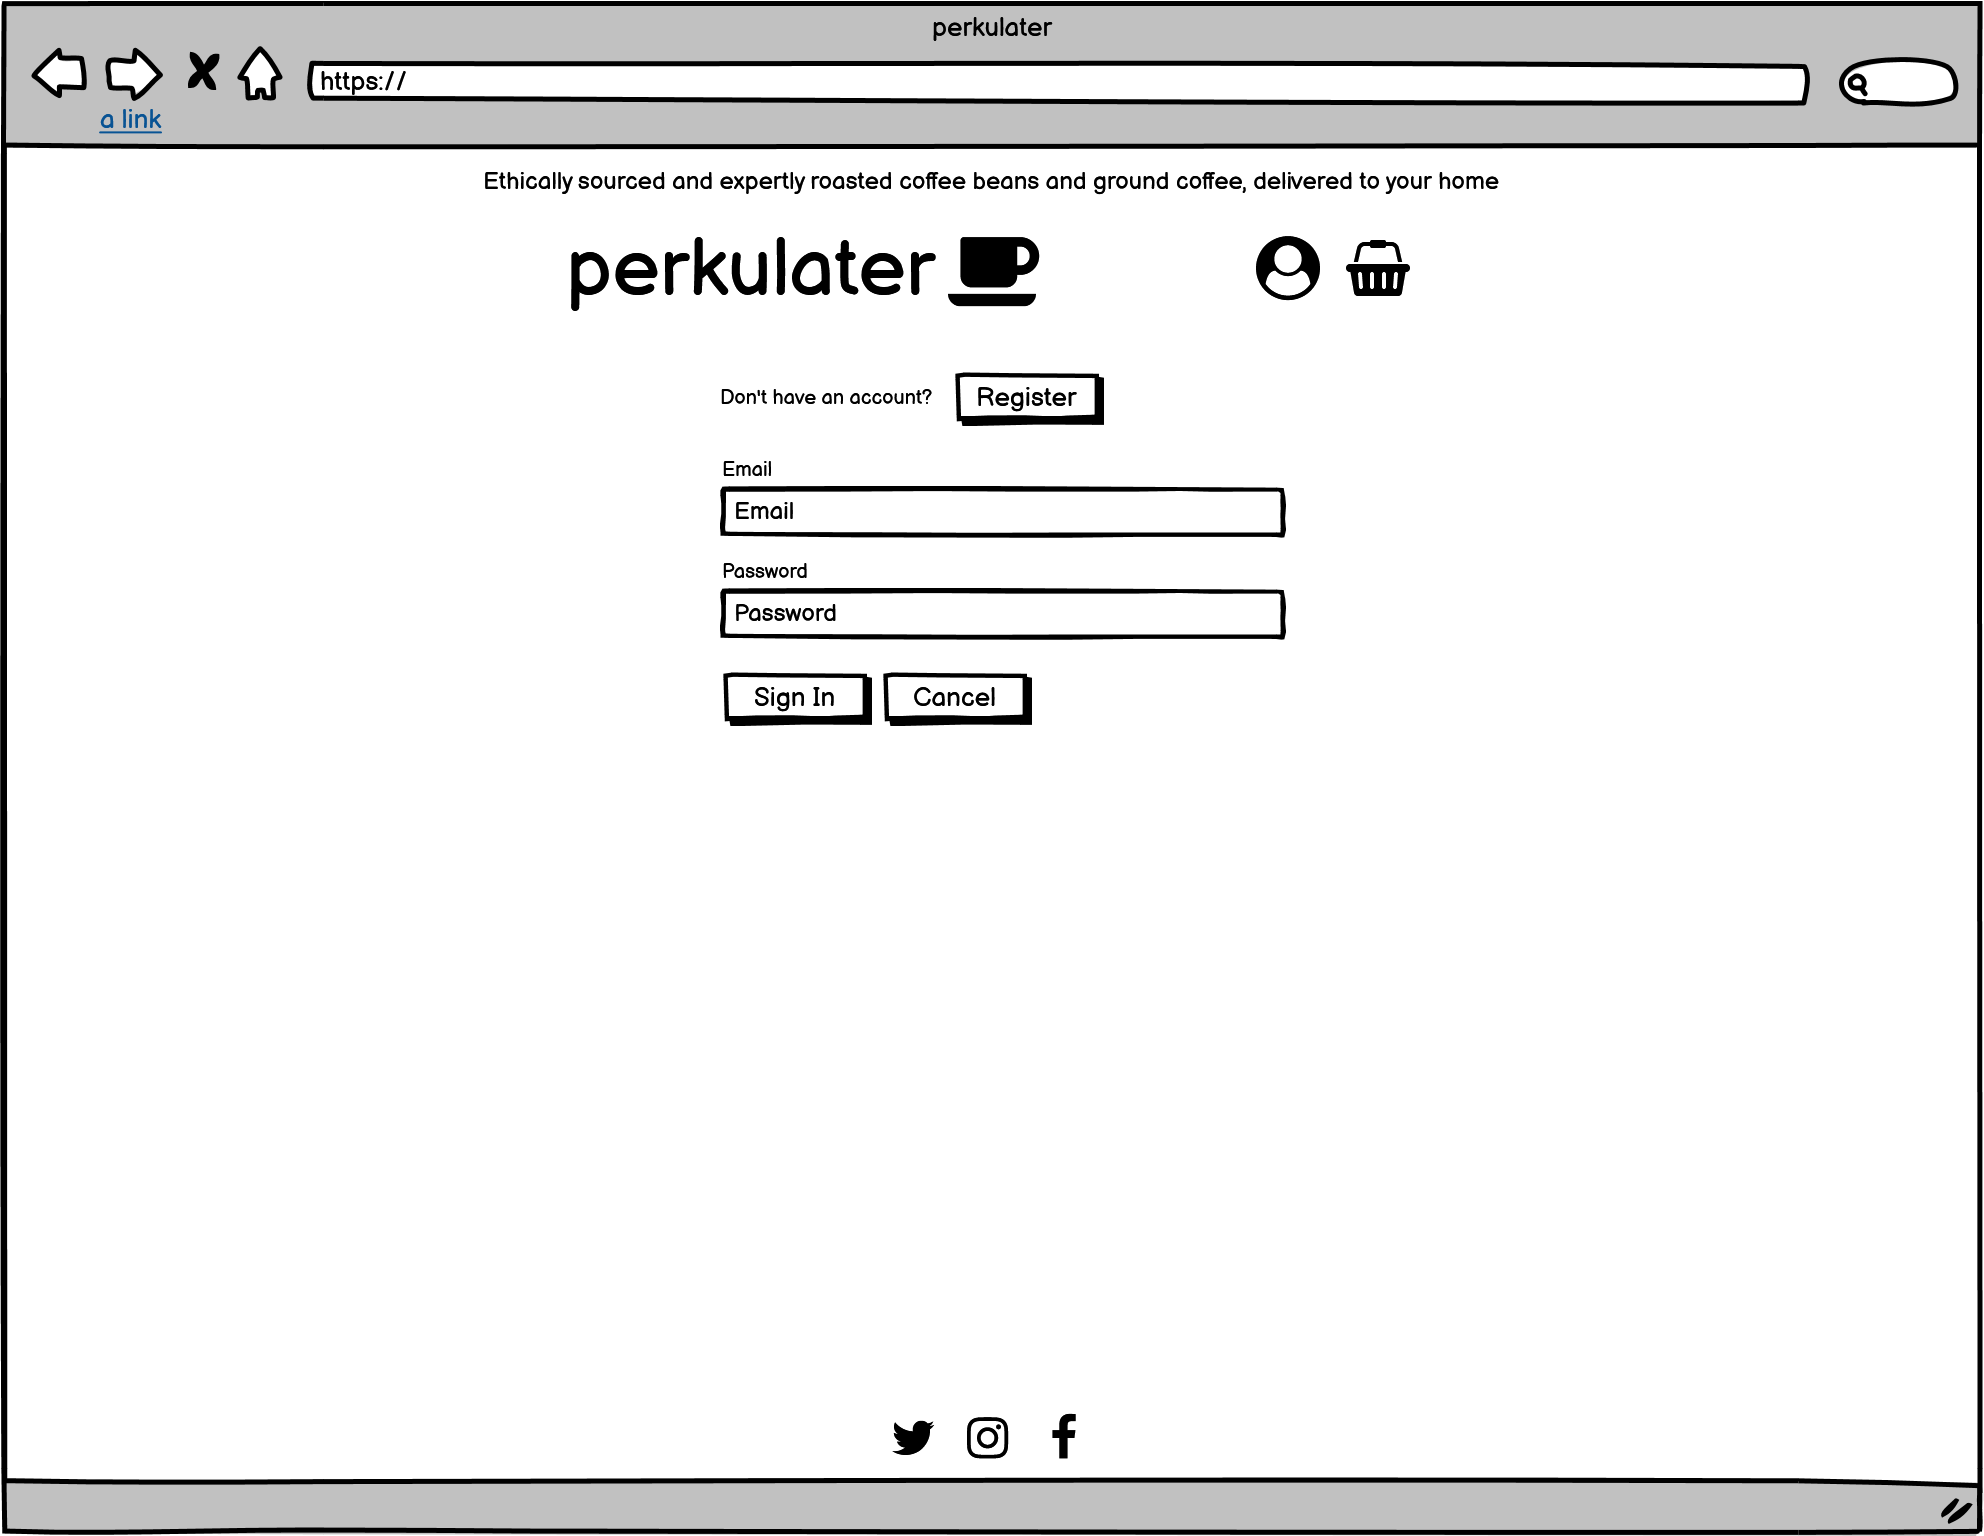 perkulater
https://
a link
Ethically sourced and expertly roasted coffee beans and ground coffee, delivered to your home
perkulater
Don't have an account? Register
Email
Email
Password
Password
Sign In Cancel